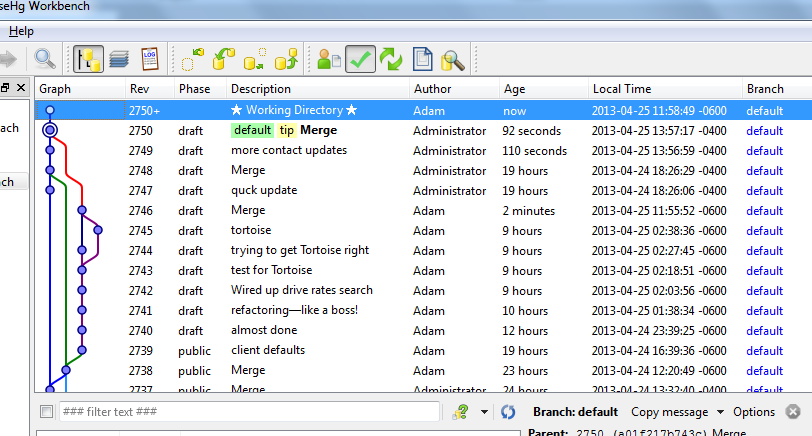 seHg Workbench
Help
ach
ch
Graph Rev Phase Description Author Age Local Time Branch
2750+ ★ Working Directory ★ Adam now 2013-04-25 11:58:49 -0600 default
2750 draft default tip Merge Administrator 92 seconds 2013-04-25 13:57:17 -0400 default
2749 draft more contact updates Administrator 110 seconds 2013-04-25 13:56:59 -0400 default
2748 draft Merge Administrator 19 hours 2013-04-24 18:26:29 -0400 default
2747 draft quck update Administrator 19 hours 2013-04-24 18:26:06 -0400 default
2746 draft Merge Adam 2 minutes 2013-04-25 11:55:52 -0600 default
2745 draft tortoise Adam 9 hours 2013-04-25 02:38:36 -0600 default
2744 draft trying to get Tortoise right Adam 9 hours 2013-04-25 02:27:45 -0600 default
2743 draft test for Tortoise Adam 9 hours 2013-04-25 02:18:51 -0600 default
2742 draft Wired up drive rates search Adam 9 hours 2013-04-25 02:03:56 -0600 default
2741 draft refactoring—like a boss! Adam 10 hours 2013-04-25 01:38:34 -0600 default
2740 draft almost done Adam 12 hours 2013-04-24 23:39:25 -0600 default
2739 public client defaults Adam 19 hours 2013-04-24 16:39:36 -0600 default
2738 public Merge Adam 23 hours 2013-04-24 12:20:49 -0600 default
2737 public Merge Administrator 24 hours 2013-04-24 13:32:40 -0400 default
### filter text ### Branch: default Copy message Options
Parent: 2750 (a01f217b743c) Merge